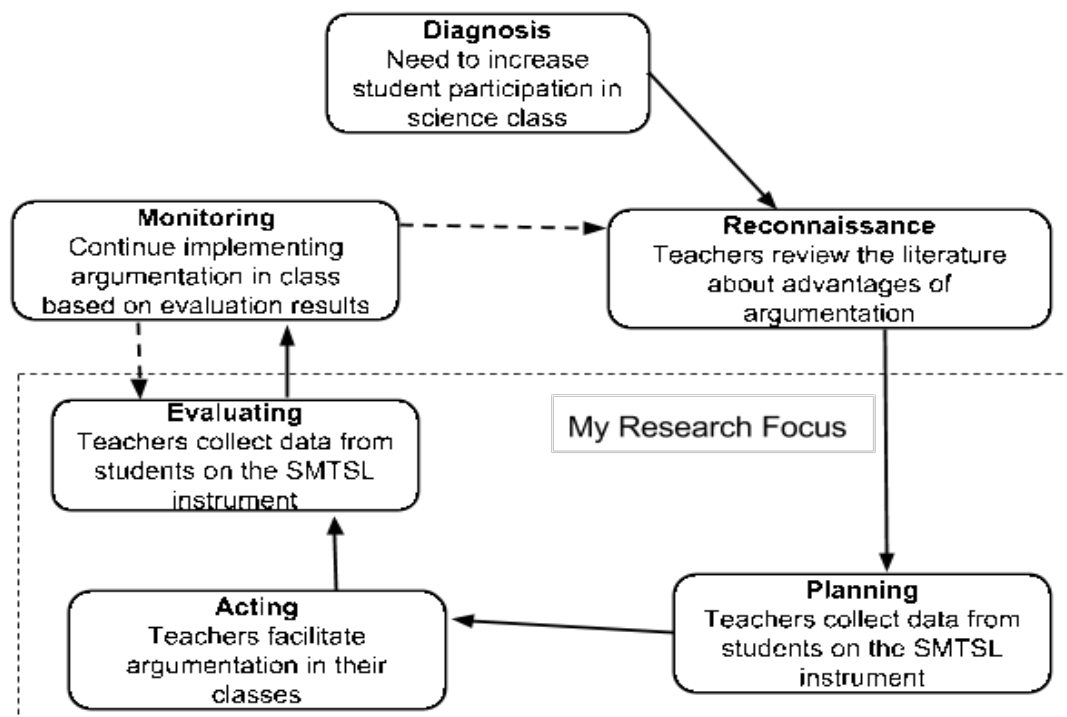 Diagnosis
Need to increase
student participation in
science class
Monitoring
Continue implementing
argumentation in class
based on evaluation results
Reconnaissance
Teachers review the literature
about advantages of
argumentation
Evaluating
Teachers collect data from
students on the SMTSL
instrument
My Research Focus
Acting
Teachers facilitate
argumentation in their
classes
Planning
Teachers collect data from
students on the SMTSL
instrument